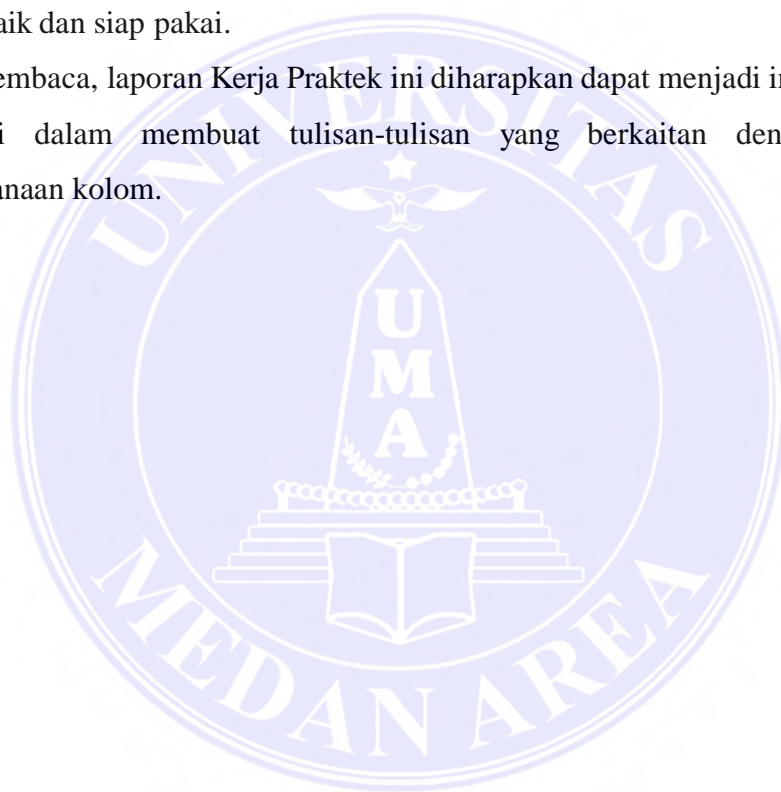 aik dan siap pakai.
embaca, laporan Kerja Praktek ini diharapkan dapat menjadi in
i dalam membuat tulisan-tulisan yang berkaitan den
anaan kolom.
UNIVERSITAS
U
M
A
MEDAN AREA